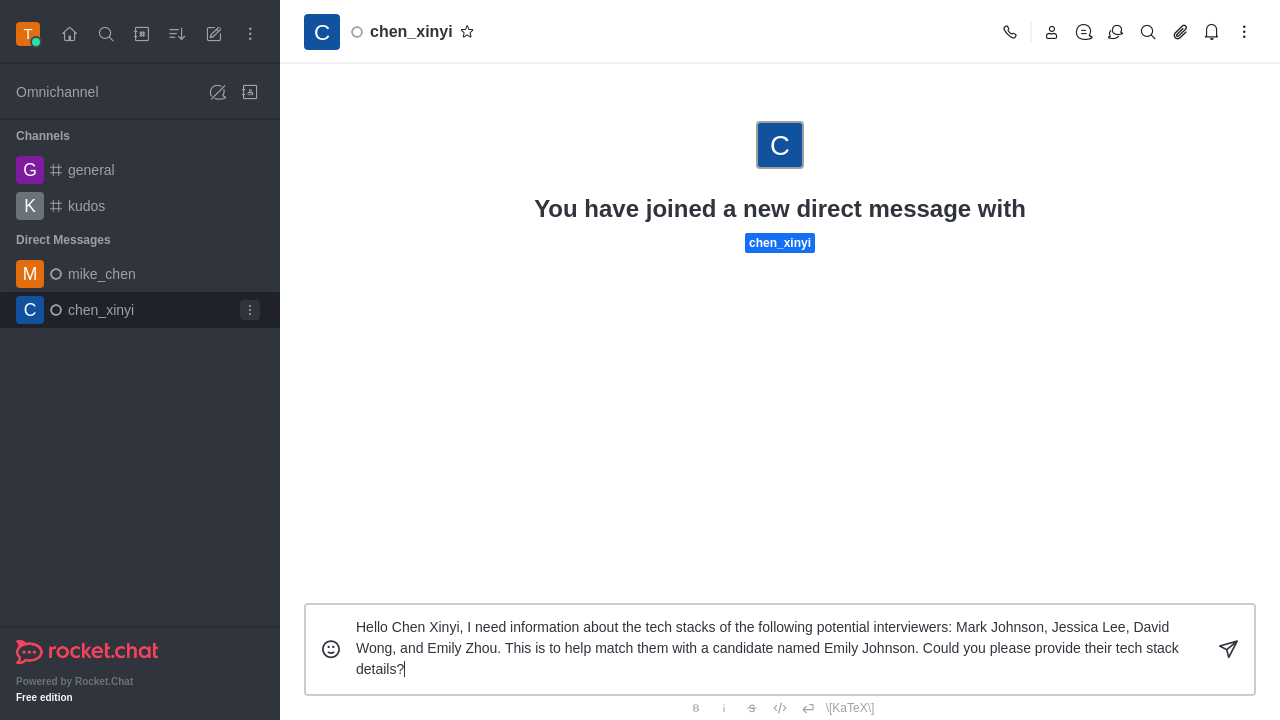 T
Omnichannel
Channels
G general
K kudos
Direct Messages
M mike_chen
C chen_xinyi
rocket.chat
Powered by Rocket.Chat
Free edition
C chen_xinyi
C
You have joined a new direct message with
chen_xinyi
Hello Chen Xinyi, I need information about the tech stacks of the following potential interviewers: Mark Johnson, Jessica Lee, David
Wong, and Emily Zhou. This is to help match them with a candidate named Emily Johnson. Could you please provide their tech stack
details?
B i S \[KaTeX\]